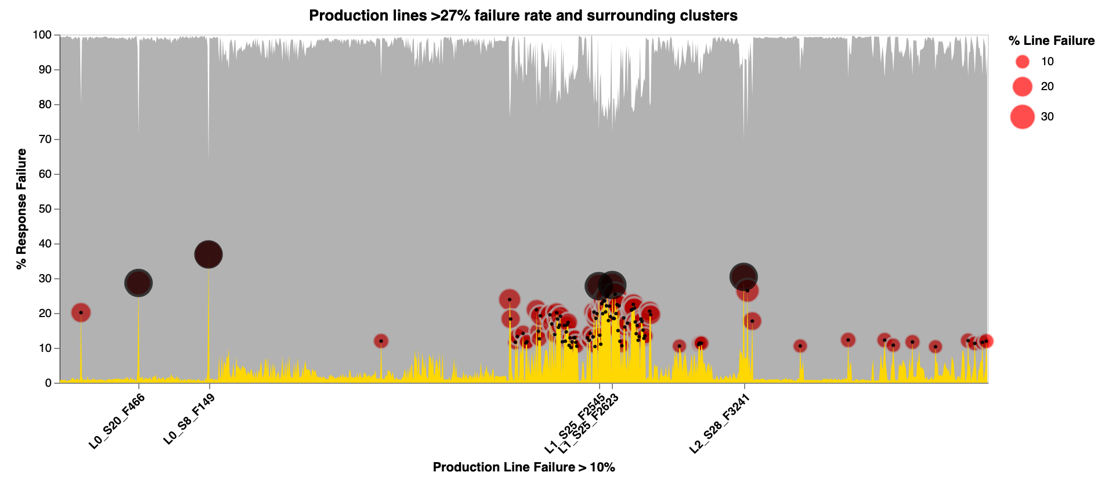 Production lines >27% failure rate and surrounding clusters
% Response Failure
100
90
80
70
60
50
40
30
20
10
0
L0_S20_F466
L0_S8_F149
L1_S25_F2545
L1_S25_F2623
L2_S28_F3241
Production Line Failure > 10%
% Line Failure
10
20
30